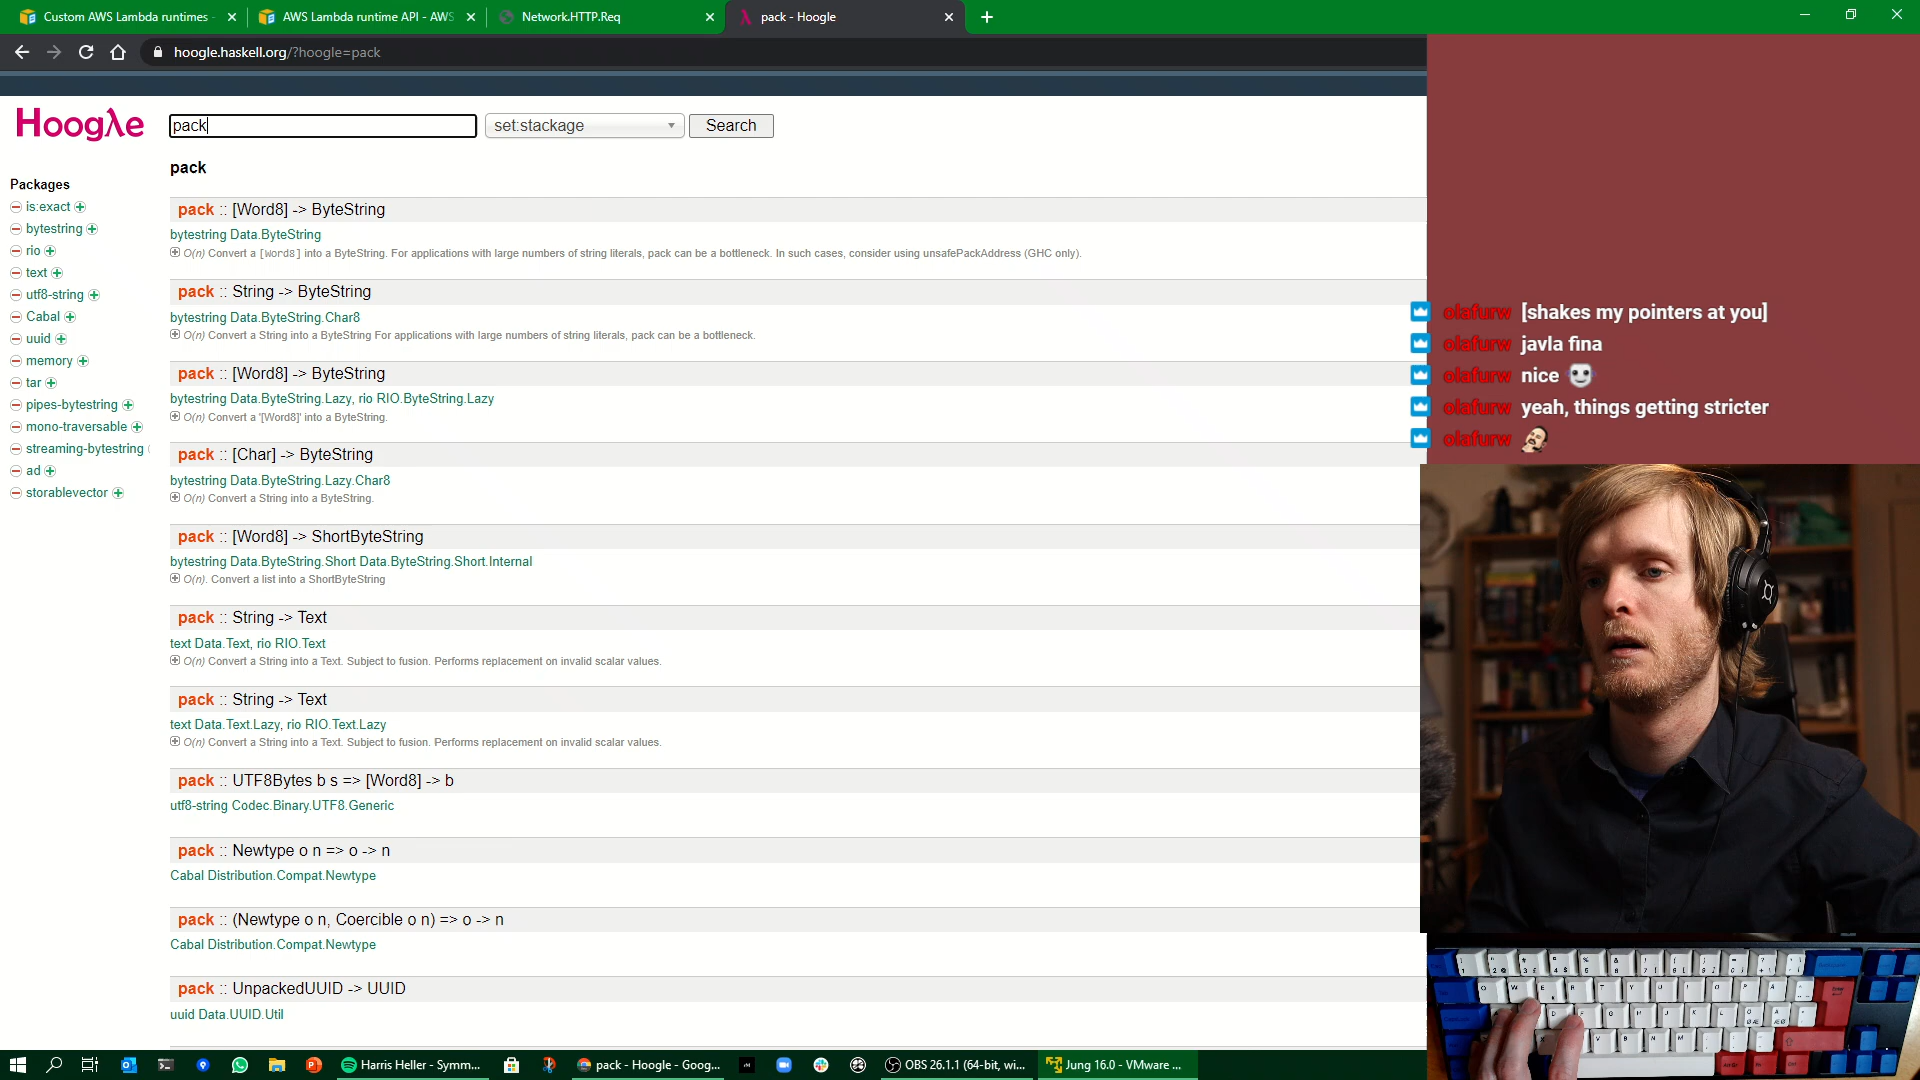 Custom AWS Lambda runtimes
AWS Lambda runtime API - AWS
Network.HTTP.Req
pack - Hoogle
hoogle.haskell.org/?hoogle=pack
Hoogλe
pack
set:stackage
Search
pack
Packages
is:exact
bytestring
rio
text
utf8-string
Cabal
uuid
memory
tar
pipes-bytestring
mono-traversable
streaming-bytestring
ad
storablevector
pack :: [Word8] -> ByteString
bytestring Data.ByteString
O(n) Convert a [Word8] into a ByteString. For applications with large numbers of string literals, pack can be a bottleneck. In such cases, consider using unsafePackAddress (GHC only).
pack :: String -> ByteString
bytestring Data.ByteString.Char8
O(n) Convert a String into a ByteString For applications with large numbers of string literals, pack can be a bottleneck.
pack :: [Word8] -> ByteString
bytestring Data.ByteString.Lazy, rio RIO.ByteString.Lazy
O(n) Convert a '[Word8]' into a ByteString.
pack :: [Char] -> ByteString
bytestring Data.ByteString.Lazy.Char8
O(n) Convert a String into a ByteString.
pack :: [Word8] -> ShortByteString
bytestring Data.ByteString.Short Data.ByteString.Short.Internal
O(n). Convert a list into a ShortByteString
pack :: String -> Text
text Data.Text, rio RIO.Text
O(n) Convert a String into a Text. Subject to fusion. Performs replacement on invalid scalar values.
pack :: String -> Text
text Data.Text.Lazy, rio RIO.Text.Lazy
O(n) Convert a String into a Text. Subject to fusion. Performs replacement on invalid scalar values.
pack :: UTF8Bytes b s => [Word8] -> b
utf8-string Codec.Binary.UTF8.Generic
pack :: Newtype o n => o -> n
Cabal Distribution.Compat.Newtype
pack :: (Newtype o n, Coercible o n) => o -> n
Cabal Distribution.Compat.Newtype
pack :: UnpackedUUID -> UUID
uuid Data.UUID.Util
olafurw [shakes my pointers at you]
olafurw javla fina
olafurw nice
olafurw yeah, things getting stricter
olafurw
Harris Heller - Symm...
pack - Hoogle - Goog...
OBS 26.1.1 (64-bit, wi...
Jung 16.0 - VMware ...